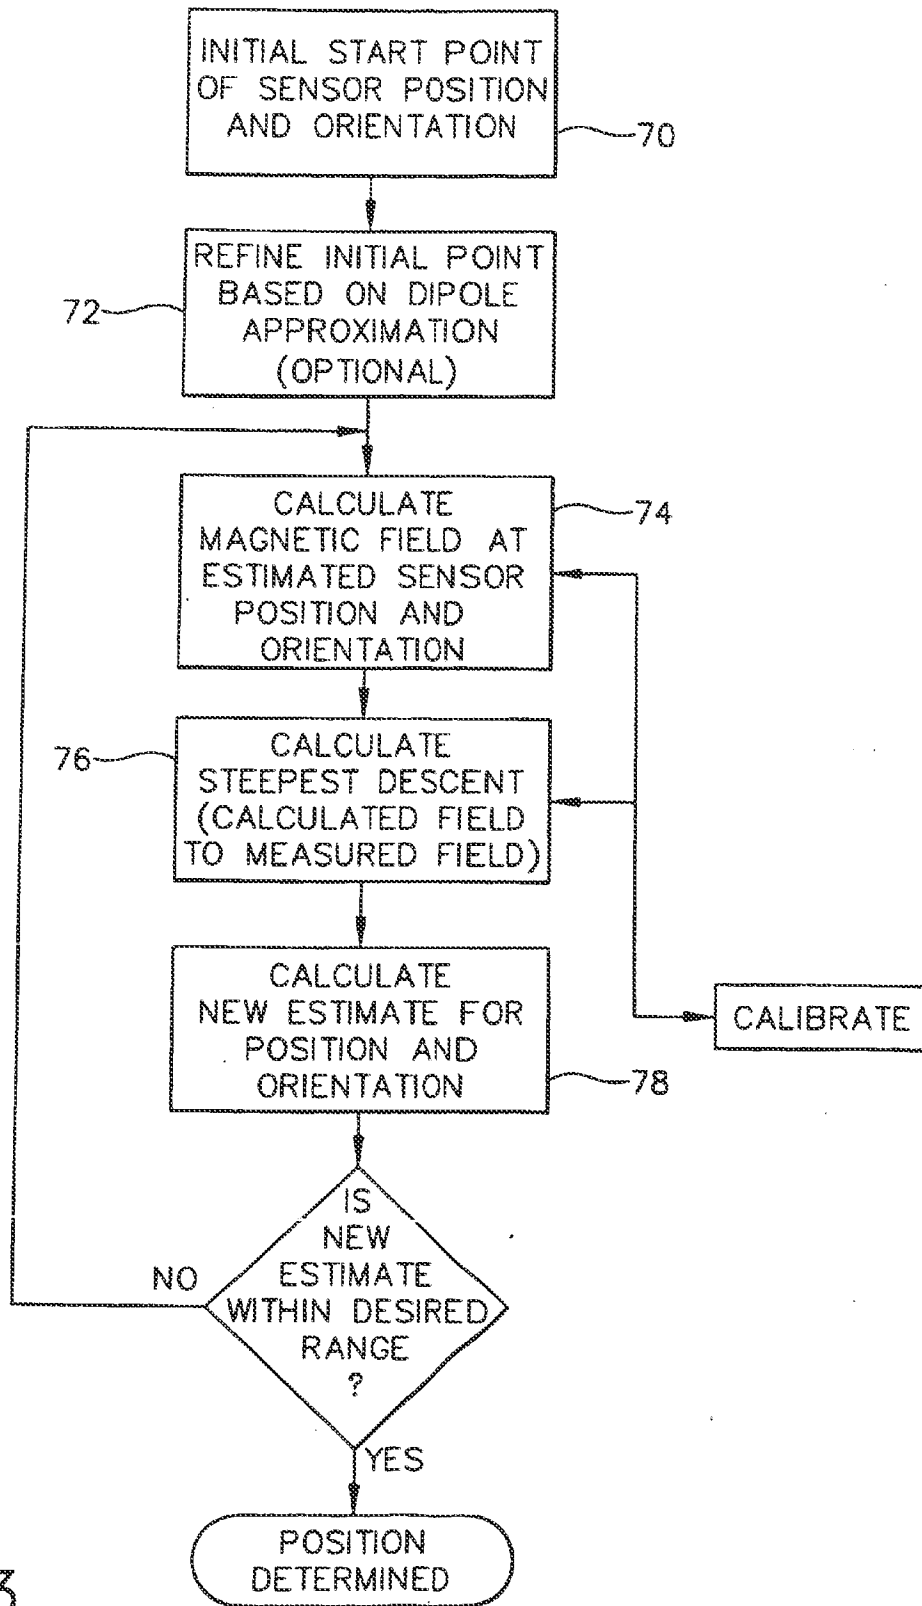 INITIAL START POINT
OF SENSOR POSITION
AND ORIENTATION
70
REFINE INITIAL POINT
BASED ON DIPOLE
APPROXIMATION
(OPTIONAL)
72
CALCULATE
MAGNETIC FIELD AT
ESTIMATED SENSOR
POSITION AND
ORIENTATION
74
CALCULATE
STEEPEST DESCENT
(CALCULATED FIELD
TO MEASURED FIELD)
76
CALCULATE
NEW ESTIMATE FOR
POSITION AND
ORIENTATION
78
CALIBRATE
IS
NEW
ESTIMATE
WITHIN DESIRED
RANGE
?
NO
YES
POSITION
DETERMINED
3